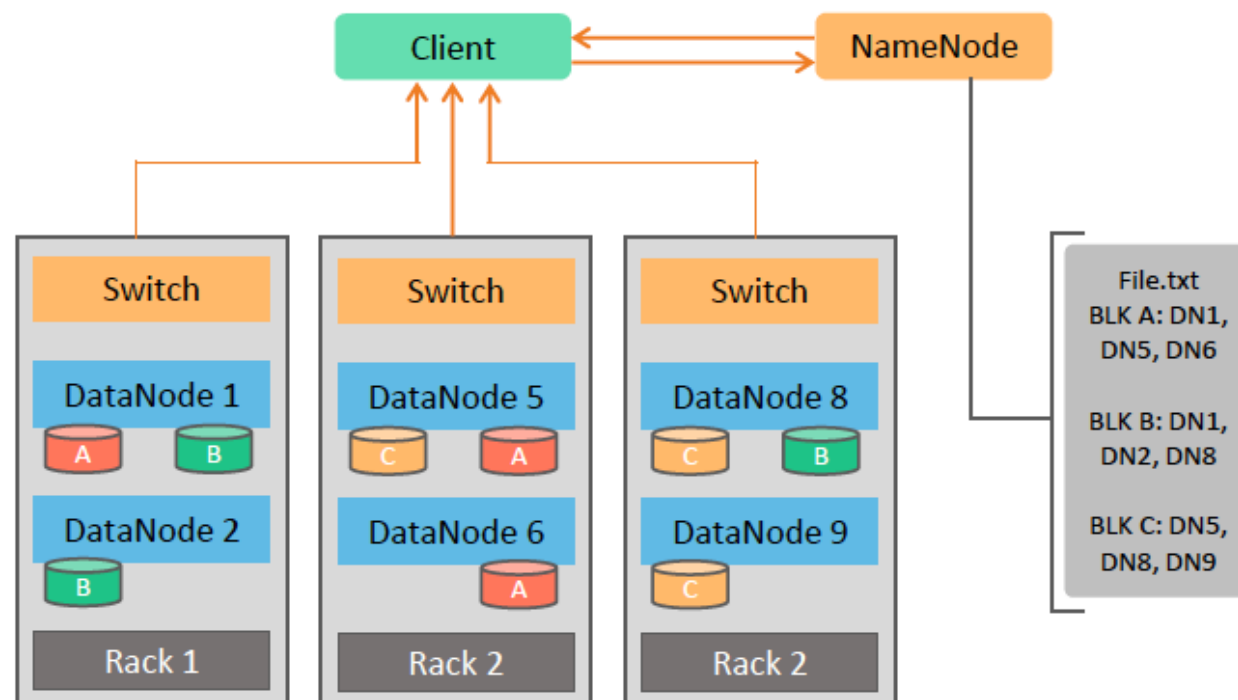 Client
NameNode
Switch
DataNode 1
A
B
DataNode 2
B
Rack 1
Switch
DataNode 5
C
A
DataNode 6
A
Rack 2
Switch
DataNode 8
C
B
DataNode 9
C
Rack 2
File.txt
BLK A: DN1,
DN5, DN6
BLK B: DN1,
DN2, DN8
BLK C: DN5,
DN8, DN9